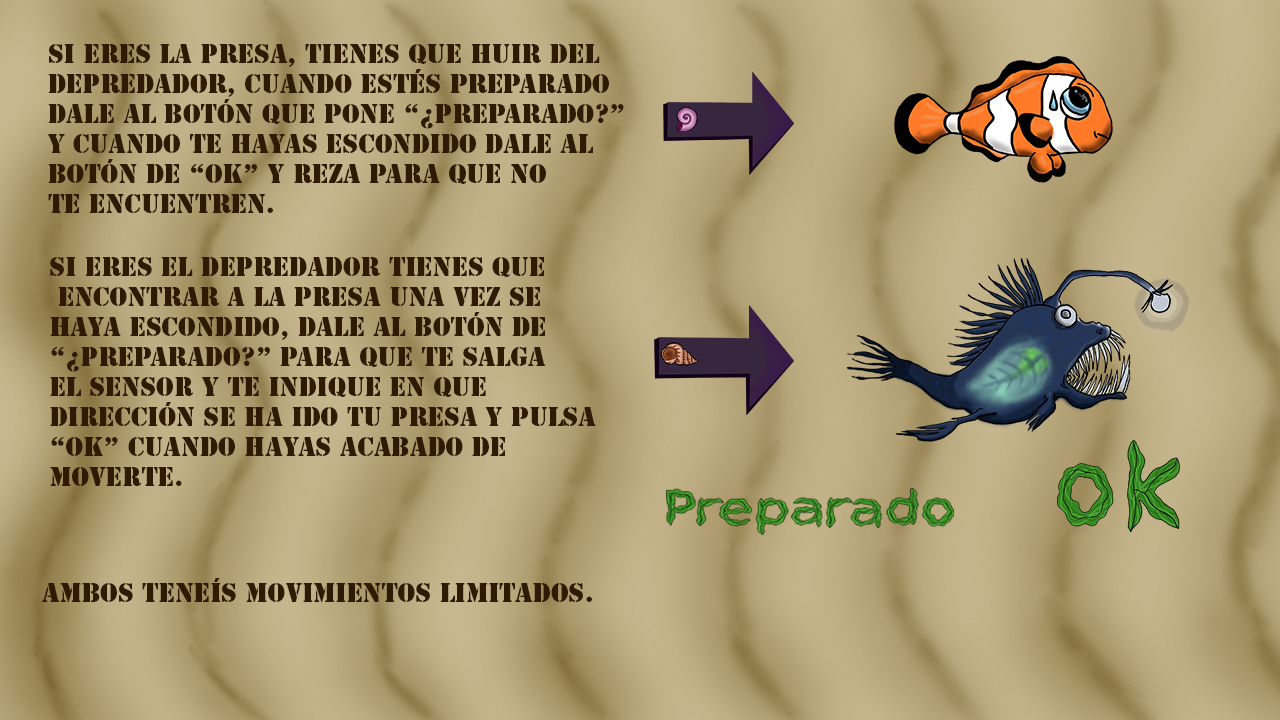 SI ERES LA PRESA, TIENES QUE HUIR DEL
DEPREDADOR, CUANDO ESTÉS PREPARADO
DALE AL BOTÓN QUE PONE “¿PREPARADO?”
Y CUANDO TE HAYAS ESCONDIDO DALE AL
BOTÓN DE “OK” Y REZA PARA QUE NO
TE ENCUENTREN.
SI ERES EL DEPREDADOR TIENES QUE
ENCONTRAR A LA PRESA UNA VEZ SE
HAYA ESCONDIDO, DALE AL BOTÓN DE
“¿PREPARADO?” PARA QUE TE SALGA
EL SENSOR Y TE INDIQUE EN QUE
DIRECCIÓN SE HA IDO TU PRESA Y PULSA
“OK” CUANDO HAYAS ACABADO DE
MOVERTE.
Preparado
OK
AMBOS TENEÍS MOVIMIENTOS LIMITADOS.